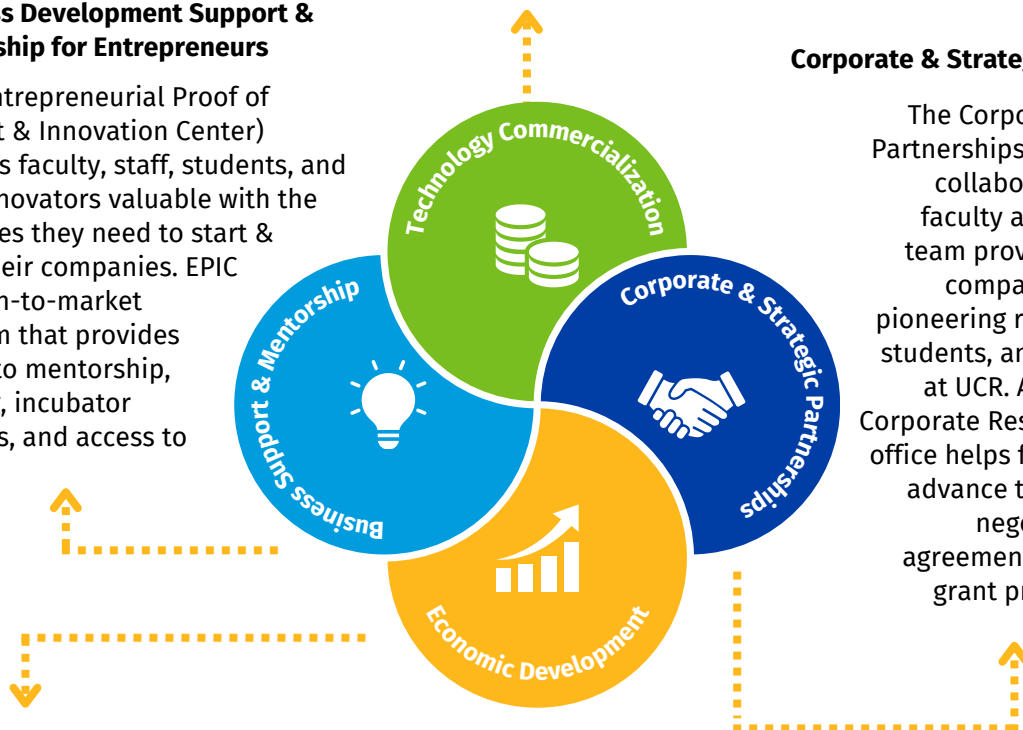 s Development Support &
ship for Entrepreneurs
ntrepreneurial Proof of
t & Innovation Center)
s faculty, staff, students, and
novators valuable with the
es they need to start &
eir companies. EPIC
n-to-market
m that provides
to mentorship,
, incubator
s, and access to
Technology Commercialization
Business Support & Mentorship
Corporate & Strategic Partnerships
Economic Development
Corporate & Strate
The Corpo
Partnerships
collabo
faculty a
team prov
compa
pioneering r
students, a
at UCR. A
Corporate Res
office helps f
advance t
nego
agreemen
grant pr